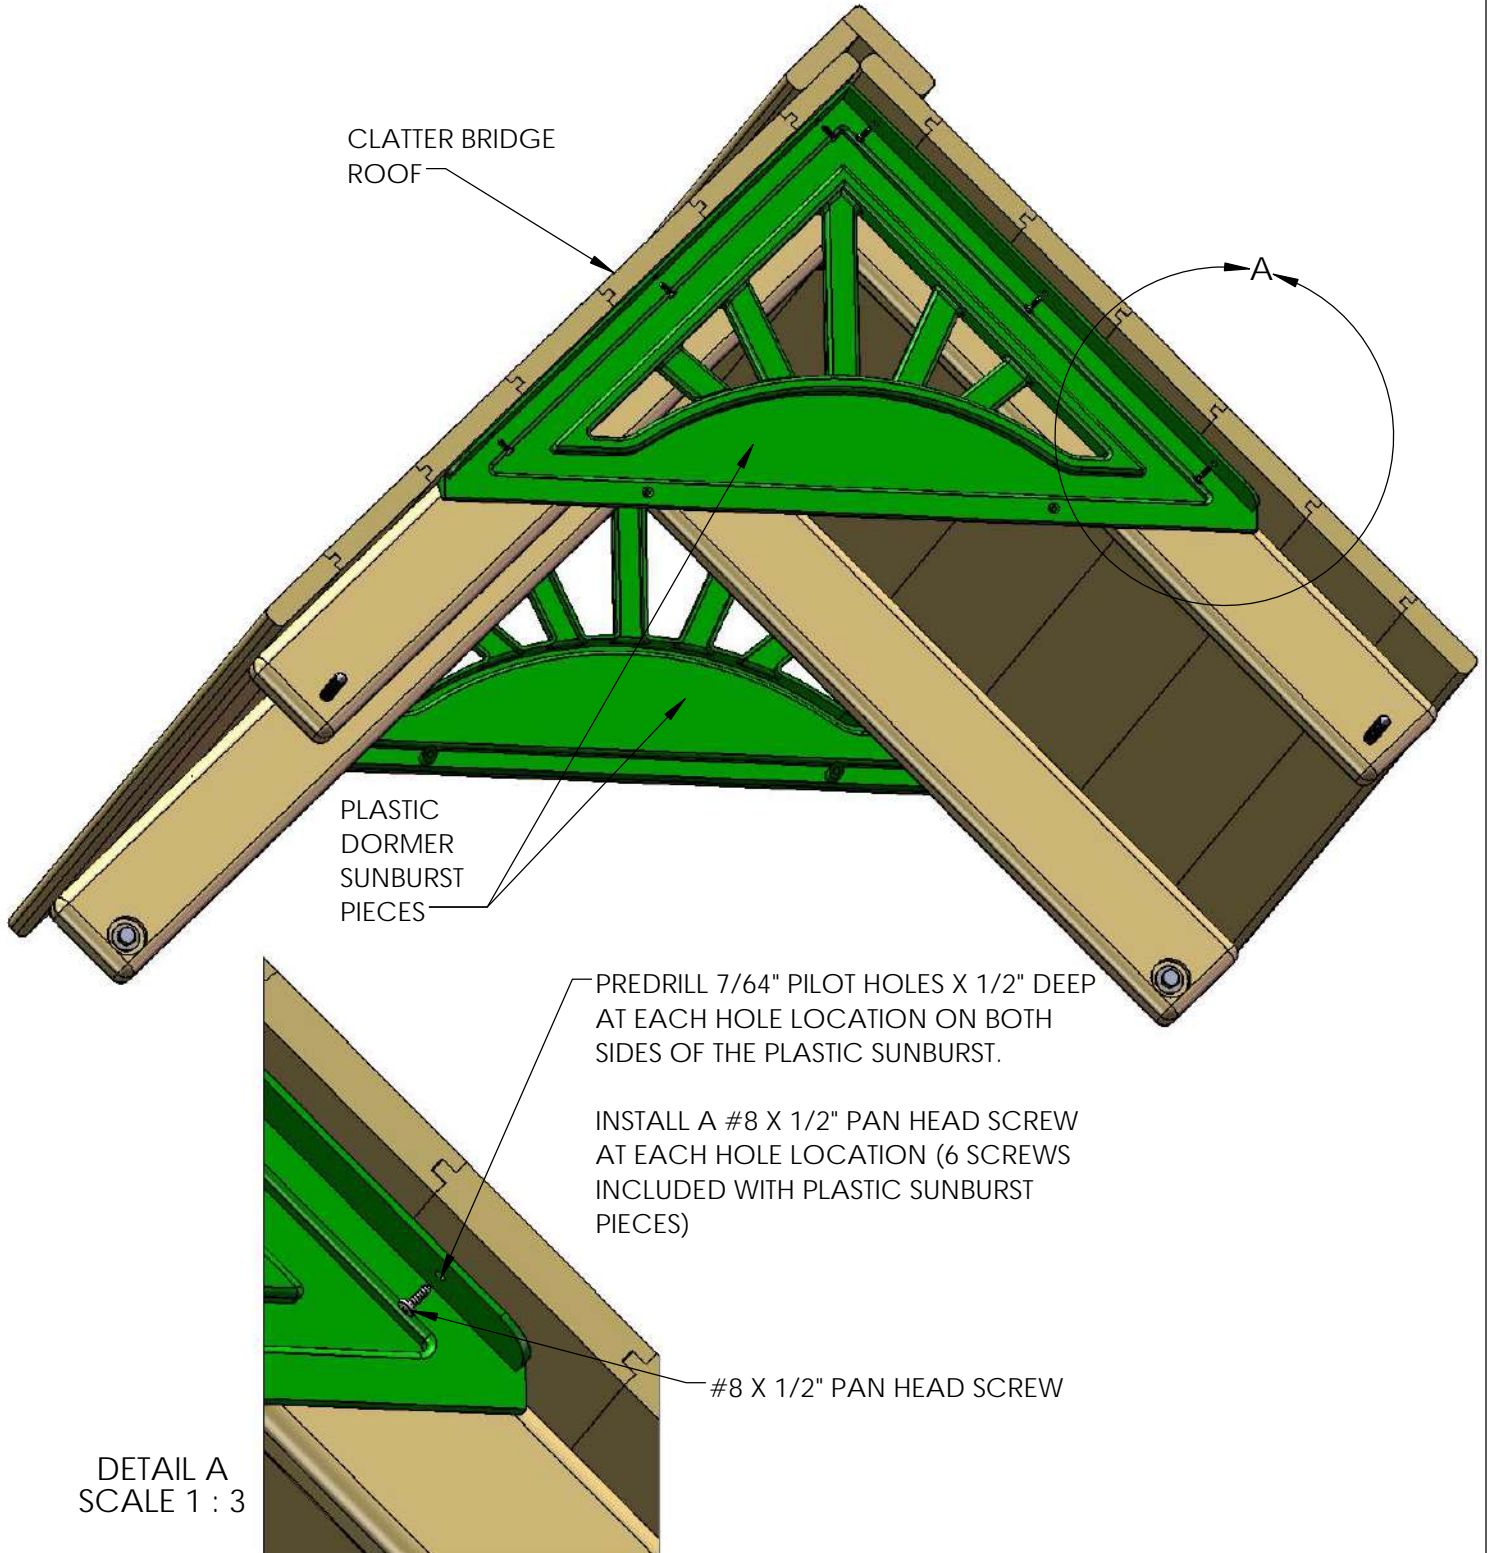 CLATTER BRIDGE
ROOF
A
PLASTIC
DORMER
SUNBURST
PIECES
PREDRILL 7/64" PILOT HOLES X 1/2" DEEP
AT EACH HOLE LOCATION ON BOTH
SIDES OF THE PLASTIC SUNBURST.
INSTALL A #8 X 1/2" PAN HEAD SCREW
AT EACH HOLE LOCATION (6 SCREWS
INCLUDED WITH PLASTIC SUNBURST
PIECES)
#8 X 1/2" PAN HEAD SCREW
DETAIL A
SCALE 1 : 3